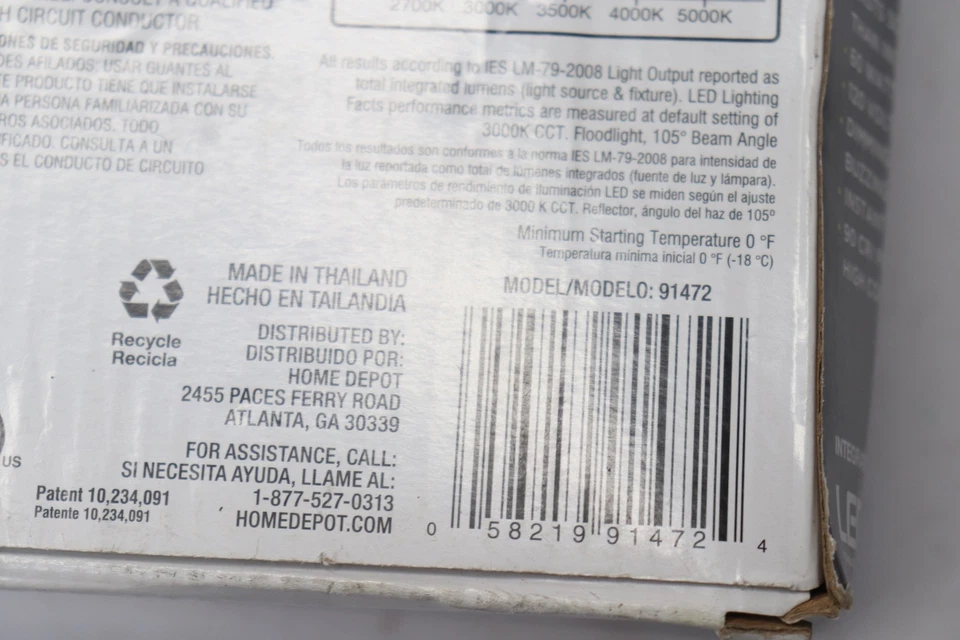 CONSULT A QUALIFIED
H CIRCUIT CONDUCTOR.
ONES DE SEGURIDAD Y PRECAUCIONES.
DES AFILADOS: USAR GUANTES AL
E PRODUCTO TIENE QUE INSTALARSE
A PERSONA FAMILIARIZADA CON SU
ROS ASOCIADOS. TODO
FICADO. CONSULTA A UN
S EL CONDUCTO DE CIRCUITO
2700K 3000K 3500K 4000K 5000K
All results according to IES LM-79-2008 Light Output reported as
total integrated lumens (light source & fixture). LED Lighting
Facts performance metrics are measured at default setting of
3000K CCT. Floodlight, 105° Beam Angle
Todos los resultados son conformes a la norma IES LM-79-2008 para intensidad de
la luz reportada como total de lúmenes integrados (fuente de luz y lámpara).
Los parámetros de rendimiento de iluminación LED se miden según el ajuste
predeterminado de 3000 K CCT. Reflector, ángulo del haz de 105º
Minimum Starting Temperature 0 °F
Temperatura mínima inicial 0 °F (-18 °C)
MADE IN THAILAND
HECHO EN TAILANDIA
Recycle
Recicla
DISTRIBUTED BY:
DISTRIBUIDO POR:
HOME DEPOT
2455 PACES FERRY ROAD
ATLANTA, GA 30339
FOR ASSISTANCE, CALL:
SI NECESITA AYUDA, LLAME AL:
1-877-527-0313
HOMEDEPOT.COM
US
Patent 10,234,091
Patente 10,234,091
MODEL/MODELO: 91472
0 58219 91472 4
INTEGR
LE